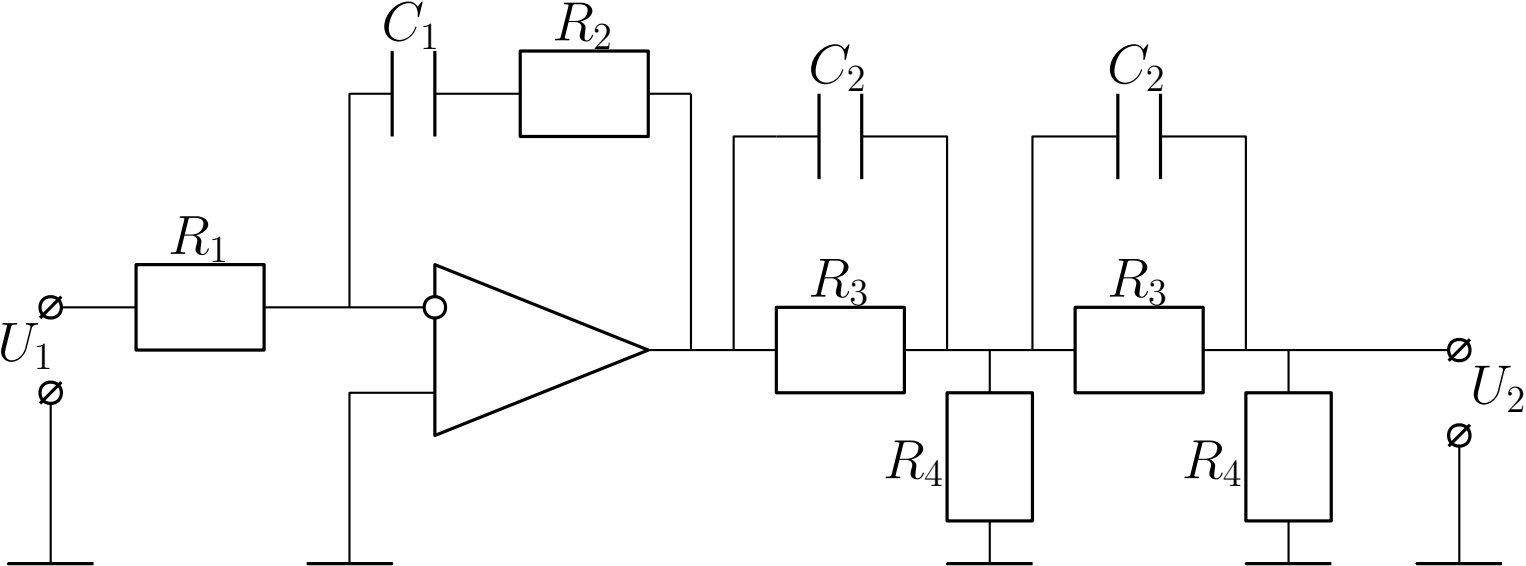 C₁
R₂
C₂
C₂
R₁
R₃
R₃
U₁
U₂
R₄
R₄